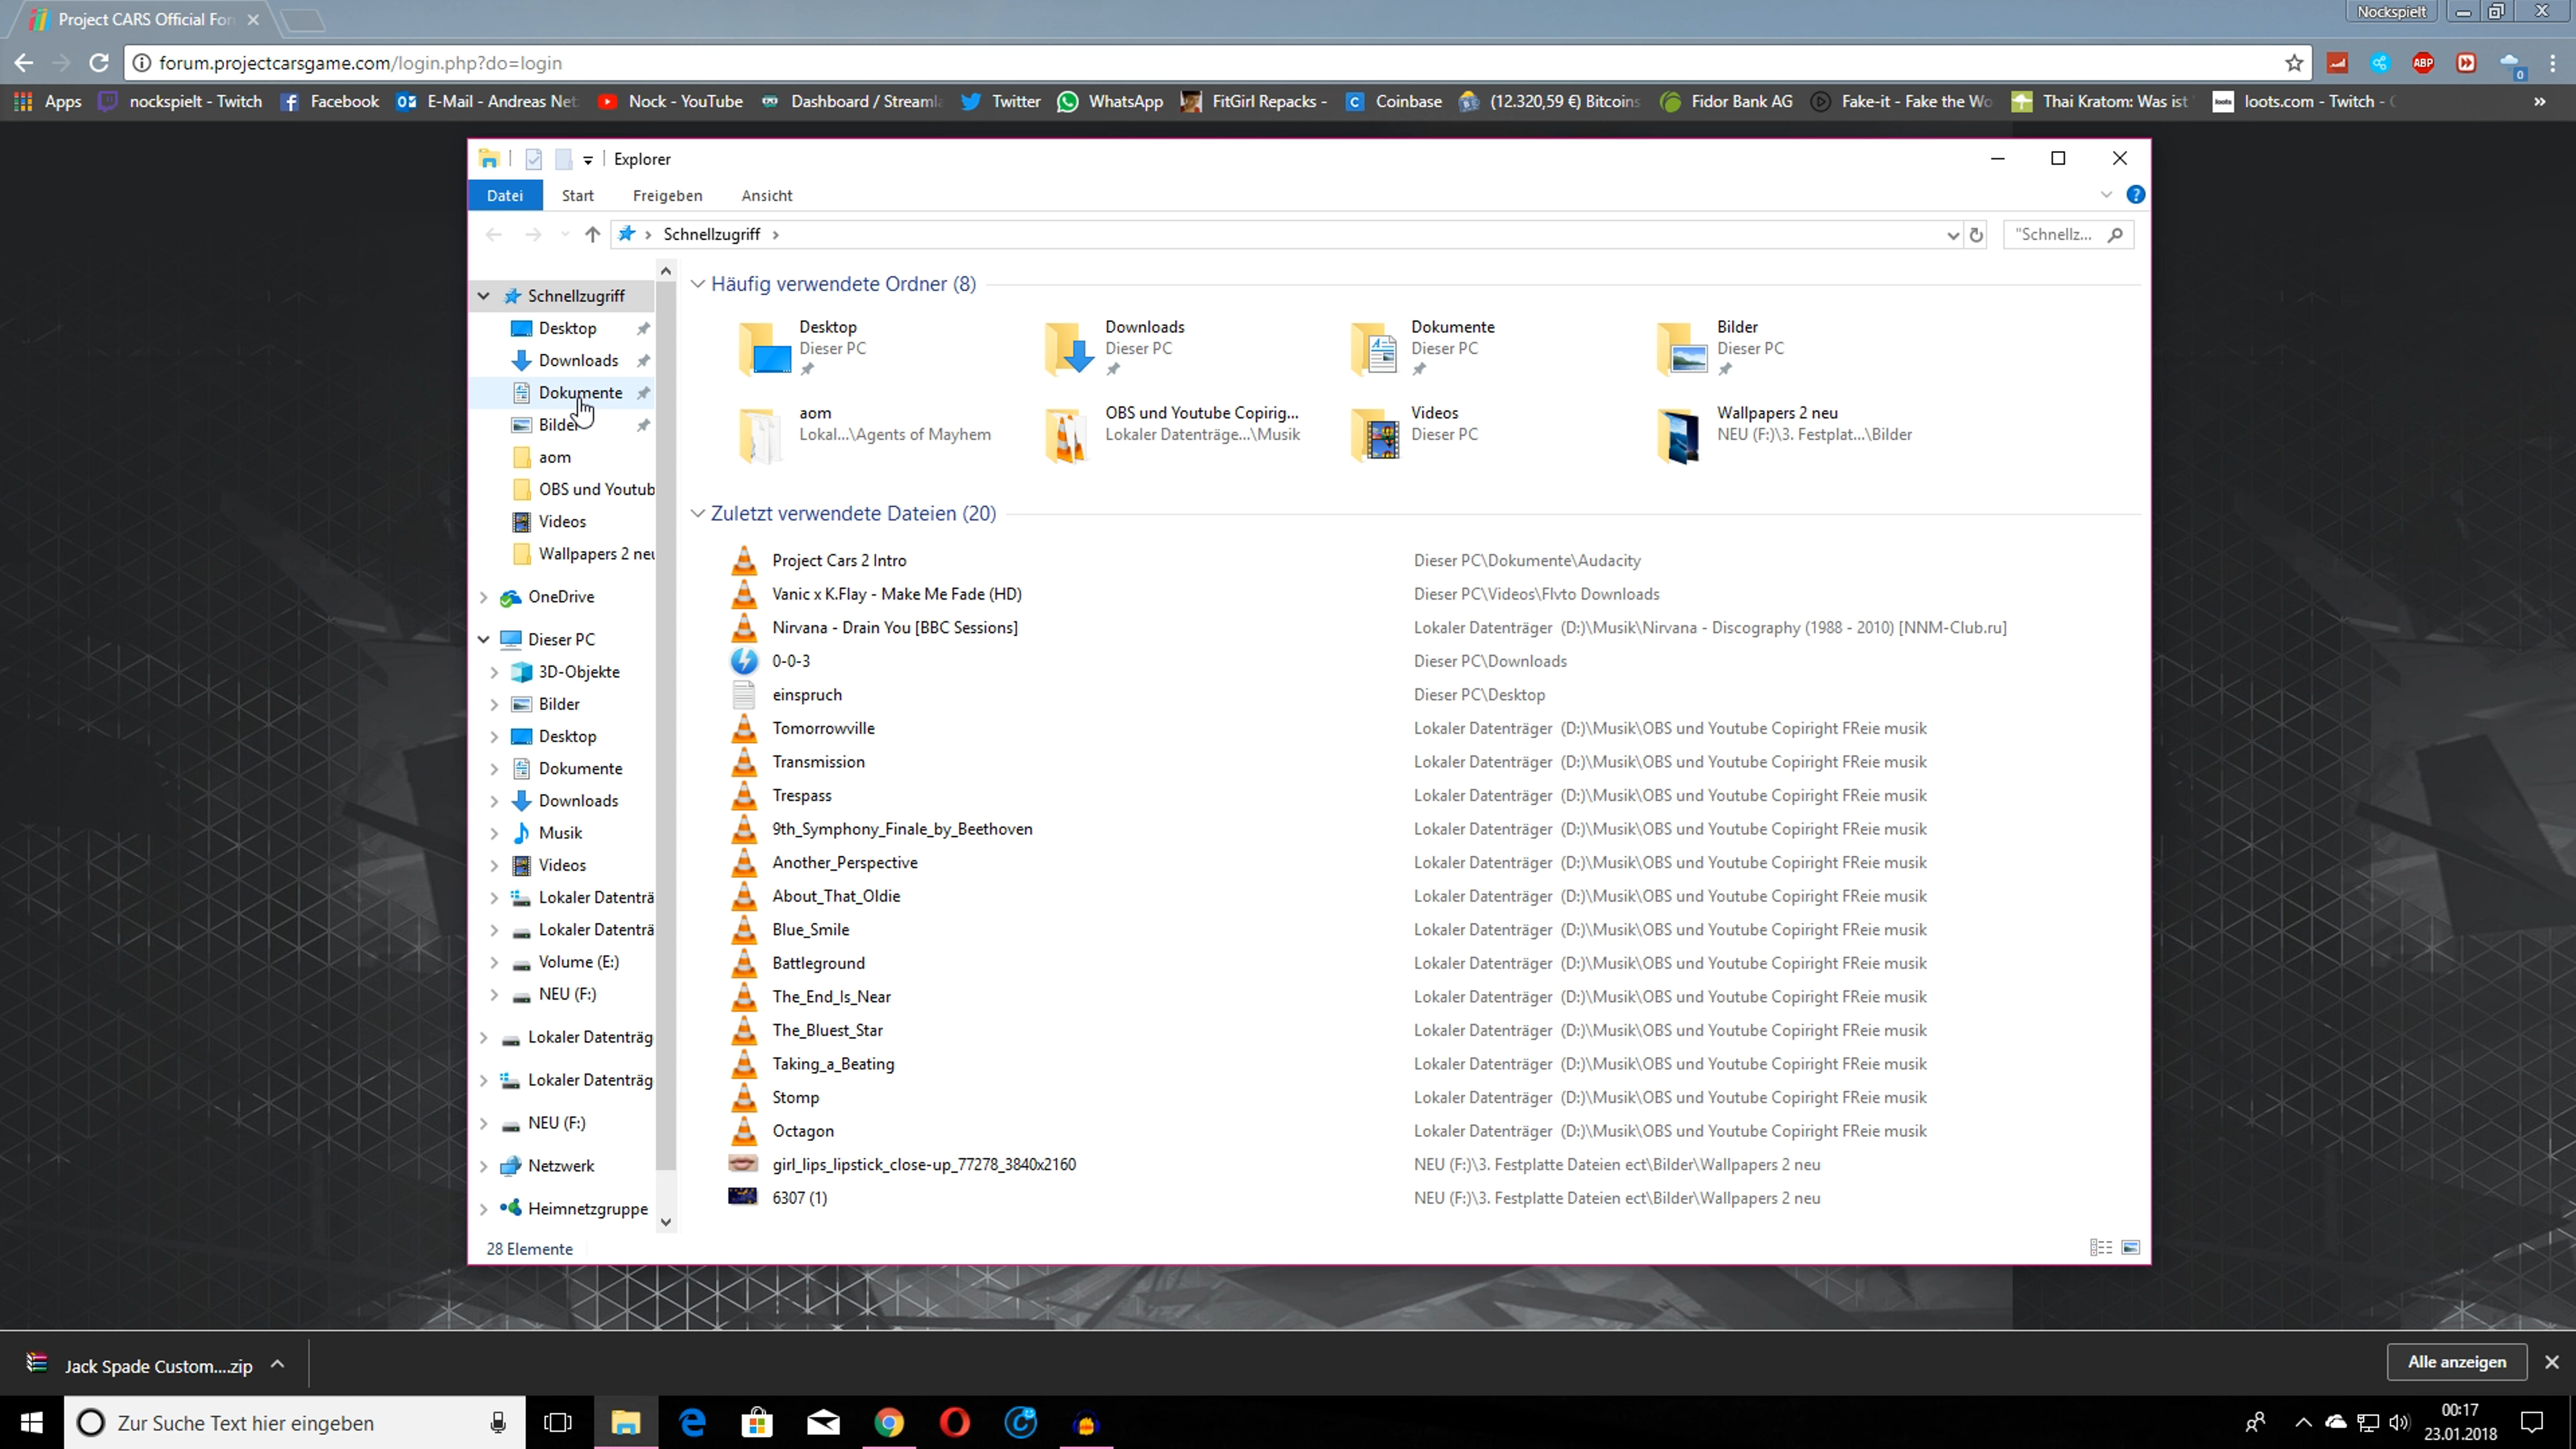 Project CARS Official For
Nockspielt
forum.projectcarsgame.com/login.php?do=login
ABP
0
Apps
nockspielt - Twitch
Facebook
E-Mail - Andreas Net
Nock - YouTube
Dashboard / Streamla
Twitter
WhatsApp
FitGirl Repacks -
Coinbase
(12.320,59 €) Bitcoins
Fidor Bank AG
Fake-it - Fake the Wo
Thai Kratom: Was ist
loots.com - Twitch -
Explorer
Datei
Start
Freigeben
Ansicht
Schnellzugriff
"Schnellz...
Schnellzugriff
Desktop
Downloads
Dokumente
Bilder
aom
OBS und Youtub
Videos
Wallpapers 2 neu
OneDrive
Dieser PC
3D-Objekte
Bilder
Desktop
Dokumente
Downloads
Musik
Videos
Lokaler Datenträ
Lokaler Datenträ
Volume (E:)
NEU (F:)
Lokaler Datenträg
Lokaler Datenträg
NEU (F:)
Netzwerk
Heimnetzgruppe
Häufig verwendete Ordner (8)
Desktop
Dieser PC
Downloads
Dieser PC
Dokumente
Dieser PC
Bilder
Dieser PC
aom
Lokal...\Agents of Mayhem
OBS und Youtube Copirig...
Lokaler Datenträge...\Musik
Videos
Dieser PC
Wallpapers 2 neu
NEU (F:)\3. Festplat...\Bilder
Zuletzt verwendete Dateien (20)
Project Cars 2 Intro Dieser PC\Dokumente\Audacity
Vanic x K.Flay - Make Me Fade (HD) Dieser PC\Videos\Flvto Downloads
Nirvana - Drain You [BBC Sessions] Lokaler Datenträger (D:)\Musik\Nirvana - Discography (1988 - 2010) [NNM-Club.ru]
0-0-3 Dieser PC\Downloads
einspruch Dieser PC\Desktop
Tomorrowville Lokaler Datenträger (D:)\Musik\OBS und Youtube Copiright FReie musik
Transmission Lokaler Datenträger (D:)\Musik\OBS und Youtube Copiright FReie musik
Trespass Lokaler Datenträger (D:)\Musik\OBS und Youtube Copiright FReie musik
9th_Symphony_Finale_by_Beethoven Lokaler Datenträger (D:)\Musik\OBS und Youtube Copiright FReie musik
Another_Perspective Lokaler Datenträger (D:)\Musik\OBS und Youtube Copiright FReie musik
About_That_Oldie Lokaler Datenträger (D:)\Musik\OBS und Youtube Copiright FReie musik
Blue_Smile Lokaler Datenträger (D:)\Musik\OBS und Youtube Copiright FReie musik
Battleground Lokaler Datenträger (D:)\Musik\OBS und Youtube Copiright FReie musik
The_End_Is_Near Lokaler Datenträger (D:)\Musik\OBS und Youtube Copiright FReie musik
The_Bluest_Star Lokaler Datenträger (D:)\Musik\OBS und Youtube Copiright FReie musik
Taking_a_Beating Lokaler Datenträger (D:)\Musik\OBS und Youtube Copiright FReie musik
Stomp Lokaler Datenträger (D:)\Musik\OBS und Youtube Copiright FReie musik
Octagon Lokaler Datenträger (D:)\Musik\OBS und Youtube Copiright FReie musik
girl_lips_lipstick_close-up_77278_3840x2160 NEU (F:)\3. Festplatte Dateien ect\Bilder\Wallpapers 2 neu
6307 (1) NEU (F:)\3. Festplatte Dateien ect\Bilder\Wallpapers 2 neu
28 Elemente
Jack Spade Custom....zip
Alle anzeigen
Zur Suche Text hier eingeben
00:17
23.01.2018